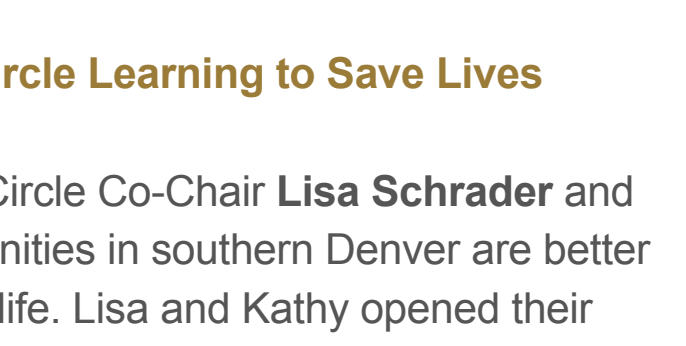 rcle Learning to Save Lives
Circle Co-Chair Lisa Schrader and
nities in southern Denver are better
life. Lisa and Kathy opened their